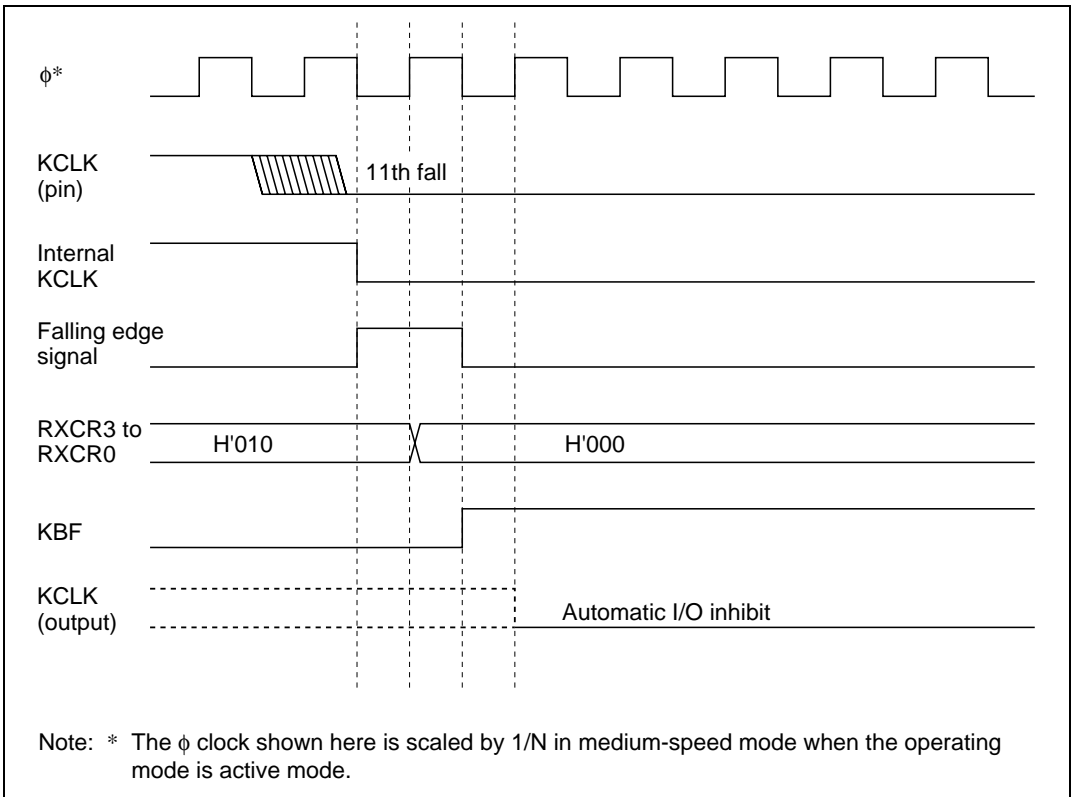 ϕ*
KCLK
(pin)
11th fall
Internal
KCLK
Falling edge
signal
RXCR3 to
RXCR0
H'010
H'000
KBF
KCLK
(output)
Automatic I/O inhibit
Note: * The ϕ clock shown here is scaled by 1/N in medium-speed mode when the operating
mode is active mode.